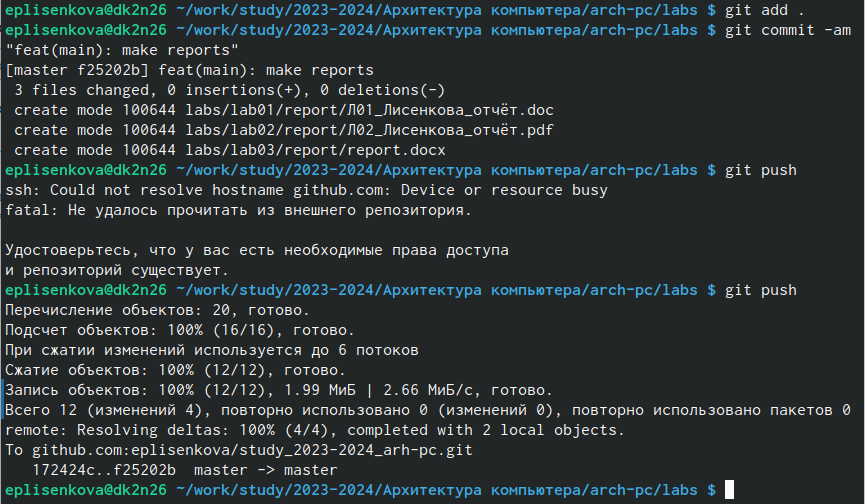 eplisenkova@dk2n26 ~/work/study/2023-2024/Архитектура компьютера/arch-pc/labs $ git add .
eplisenkova@dk2n26 ~/work/study/2023-2024/Архитектура компьютера/arch-pc/labs $ git commit -am
"feat(main): make reports"
[master f25202b] feat(main): make reports
 3 files changed, 0 insertions(+), 0 deletions(-)
 create mode 100644 labs/lab01/report/Л01_Лисенкова_отчёт.doc
 create mode 100644 labs/lab02/report/Л02_Лисенкова_отчёт.pdf
 create mode 100644 labs/lab03/report/report.docx
eplisenkova@dk2n26 ~/work/study/2023-2024/Архитектура компьютера/arch-pc/labs $ git push
ssh: Could not resolve hostname github.com: Device or resource busy
fatal: Не удалось прочитать из внешнего репозитория.

Удостоверьтесь, что у вас есть необходимые права доступа
и репозиторий существует.
eplisenkova@dk2n26 ~/work/study/2023-2024/Архитектура компьютера/arch-pc/labs $ git push
Перечисление объектов: 20, готово.
Подсчет объектов: 100% (16/16), готово.
При сжатии изменений используется до 6 потоков
Сжатие объектов: 100% (12/12), готово.
Запись объектов: 100% (12/12), 1.99 МиБ | 2.66 МиБ/с, готово.
Всего 12 (изменений 4), повторно использовано 0 (изменений 0), повторно использовано пакетов 0
remote: Resolving deltas: 100% (4/4), completed with 2 local objects.
To github.com:eplisenkova/study_2023-2024_arh-pc.git
   172424c..f25202b  master -> master
eplisenkova@dk2n26 ~/work/study/2023-2024/Архитектура компьютера/arch-pc/labs $